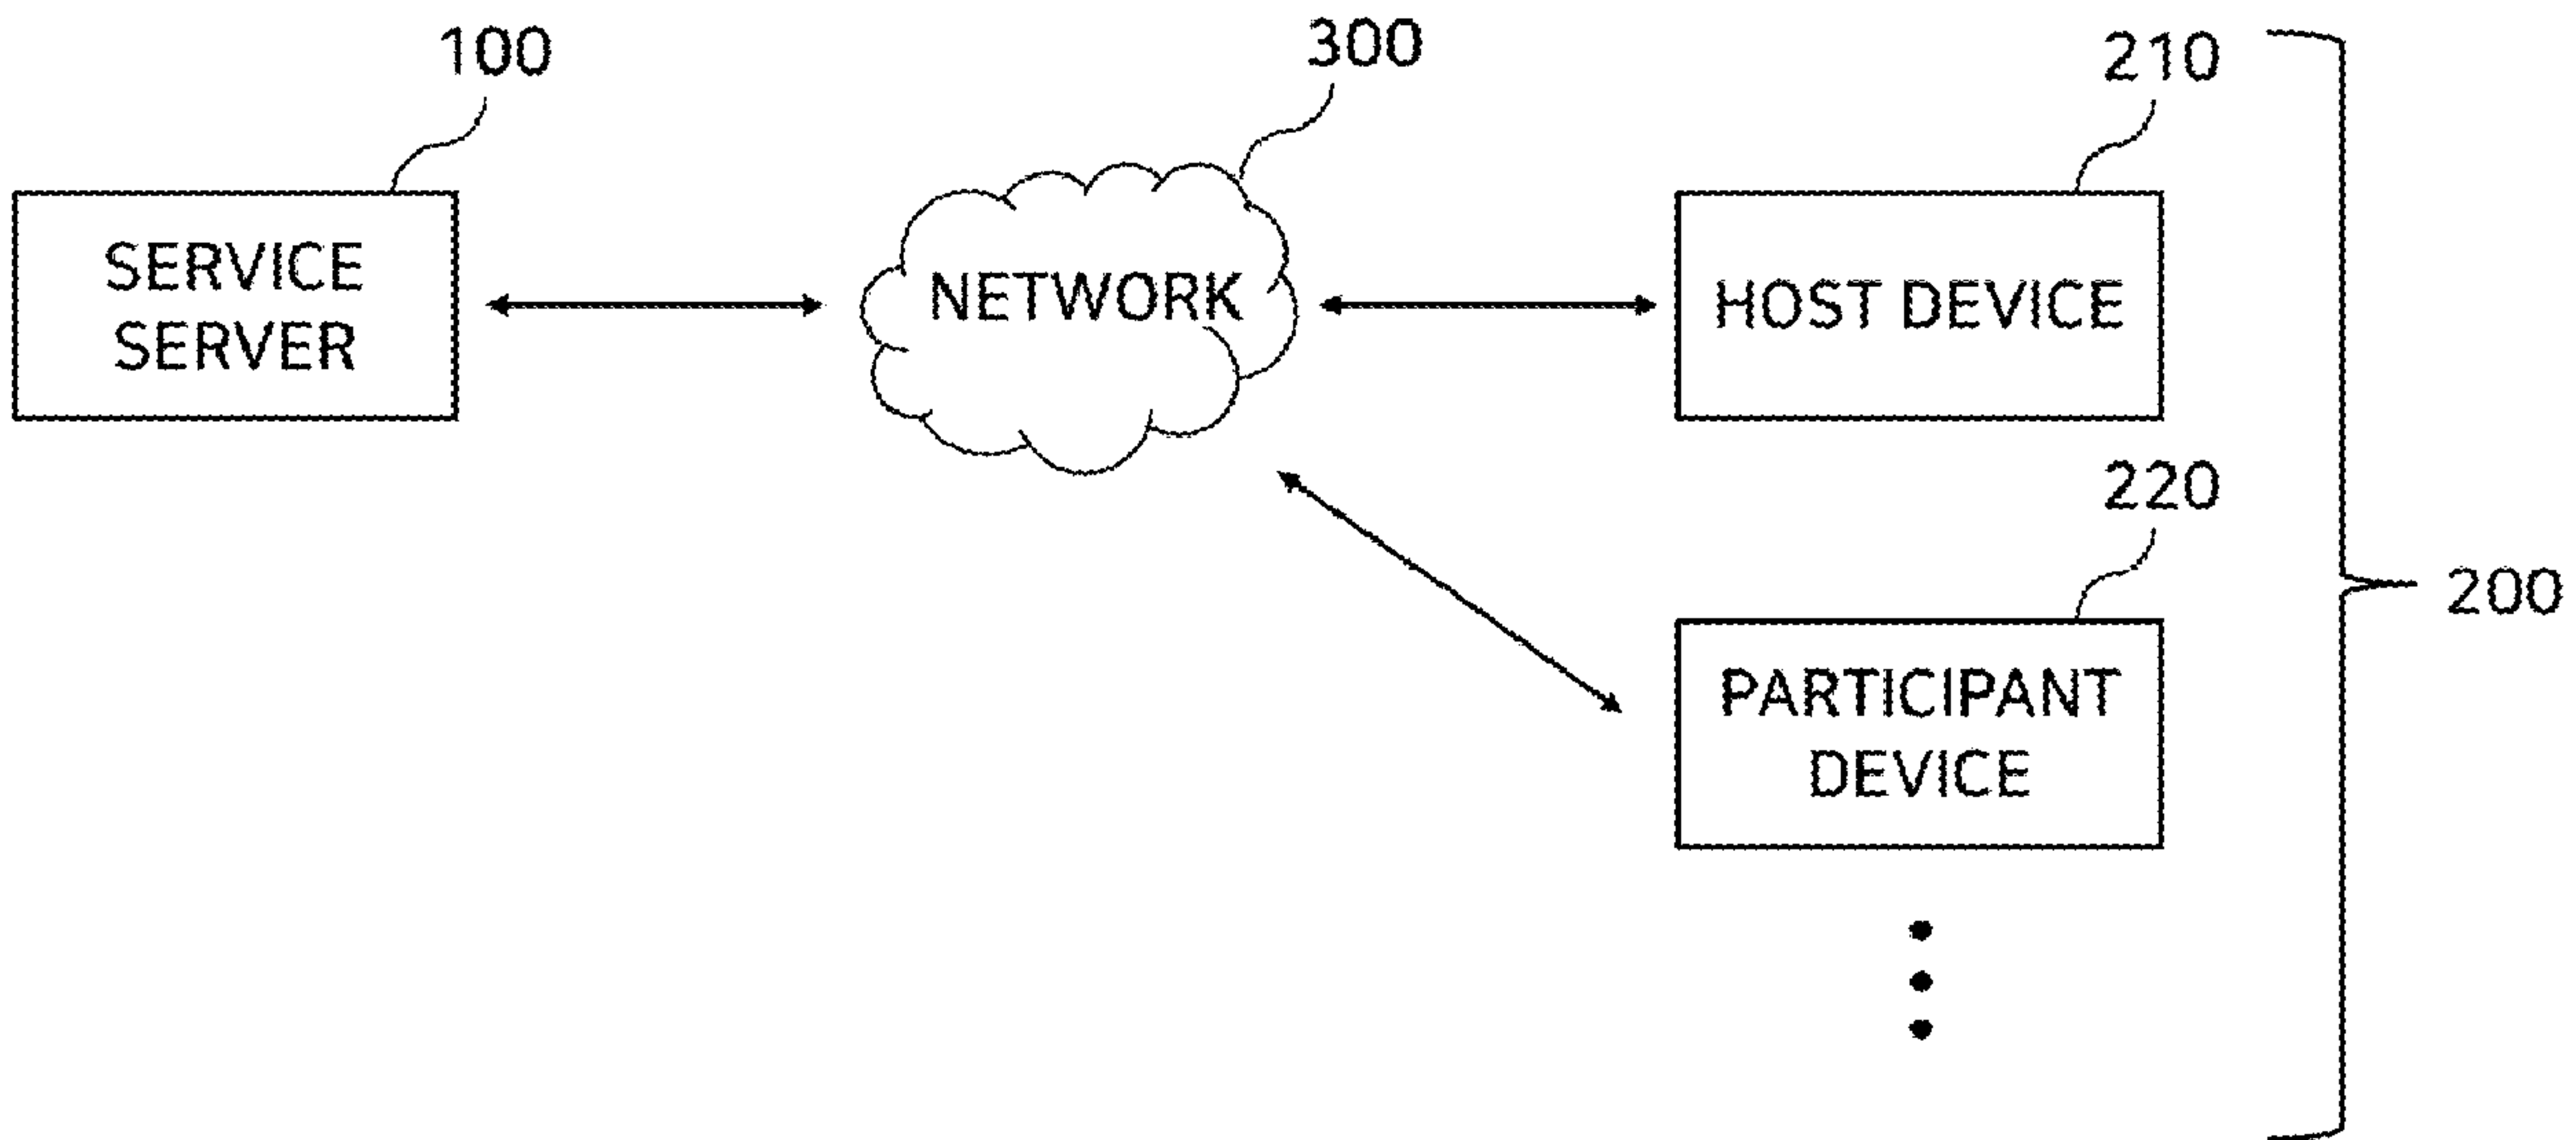 100
300
210
SERVICE
SERVER
NETWORK
HOST DEVICE
220
200
PARTICIPANT
DEVICE